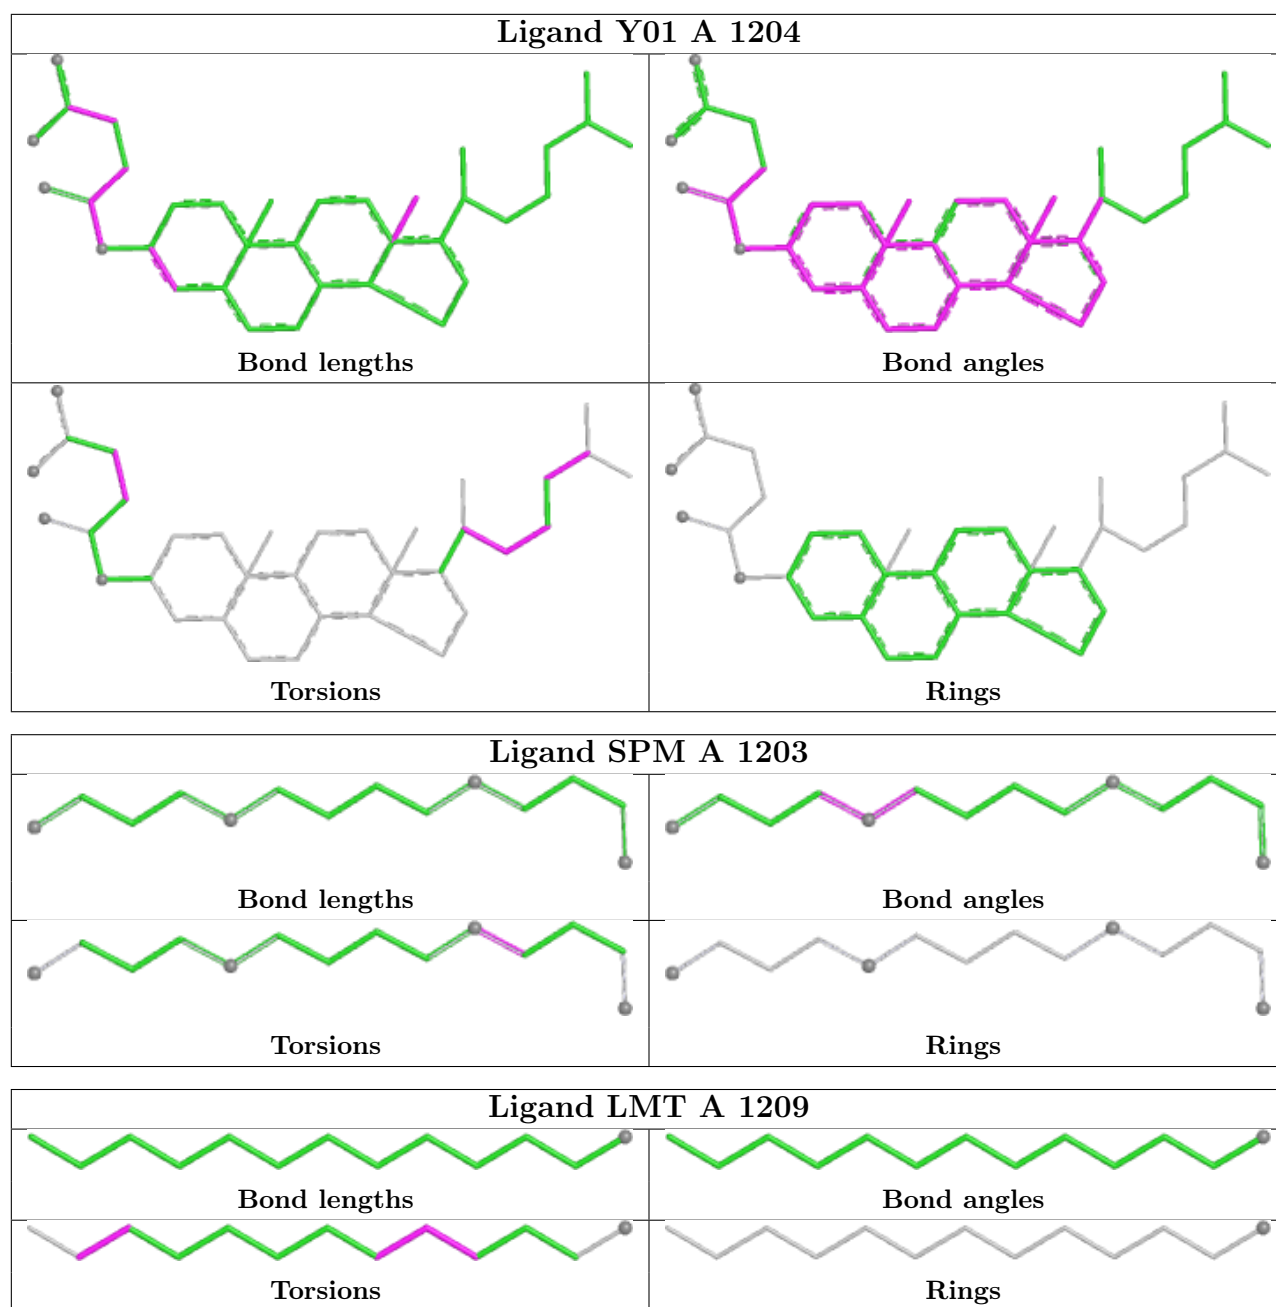 Ligand Y01 A 1204
Bond lengths
Bond angles
Torsions
Rings
Ligand SPM A 1203
Bond lengths
Bond angles
Torsions
Rings
Ligand LMT A 1209
Bond lengths
Bond angles
Torsions
Rings